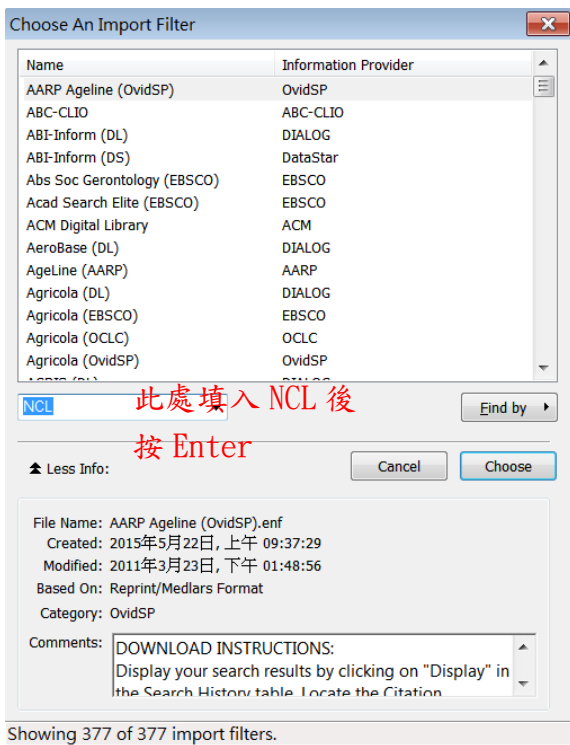 Choose An Import Filter
Name Information Provider
AARP Ageline (OvidSP) OvidSP
ABC-CLIO ABC-CLIO
ABI-Inform (DL) DIALOG
ABI-Inform (DS) DataStar
Abs Soc Gerontology (EBSCO) EBSCO
Acad Search Elite (EBSCO) EBSCO
ACM Digital Library ACM
AeroBase (DL) DIALOG
AgeLine (AARP) AARP
Agricola (DL) DIALOG
Agricola (EBSCO) EBSCO
Agricola (OCLC) OCLC
Agricola (OvidSP) OvidSP
NCL 此處填入 NCL 後 Find by
按 Enter
Less Info: Cancel Choose
File Name: AARP Ageline (OvidSP).enf
Created: 2015年5月22日, 上午 09:37:29
Modified: 2011年3月23日, 下午 01:48:56
Based On: Reprint/Medlars Format
Category: OvidSP
Comments: DOWNLOAD INSTRUCTIONS:
Display your search results by clicking on "Display" in
the Search History table. Locate the Citation
Showing 377 of 377 import filters.